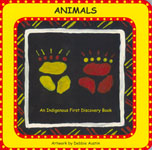 ANIMALS
An Indigenous First Discovery Book
Artwork by Debbie Austin